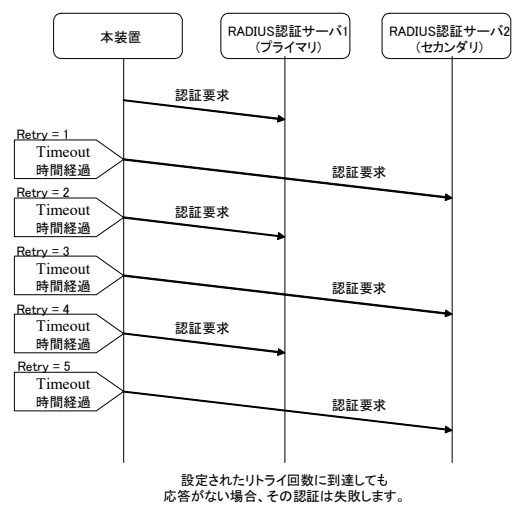 本装置
RADIUS認証サーバ1
(プライマリ)
RADIUS認証サーバ2
(セカンダリ)
認証要求
Retry = 1
Timeout
時間経過
認証要求
Retry = 2
Timeout
時間経過
認証要求
Retry = 3
Timeout
時間経過
認証要求
Retry = 4
Timeout
時間経過
認証要求
Retry = 5
Timeout
時間経過
認証要求
設定されたリトライ回数に到達しても
応答がない場合、その認証は失敗します。